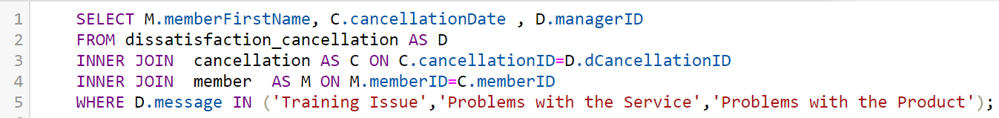 1 SELECT M.memberFirstName, C.cancellationDate , D.managerID
2 FROM dissatisfaction_cancellation AS D
3 INNER JOIN  cancellation AS C ON C.cancellationID=D.dCancellationID
4 INNER JOIN  member  AS M ON M.memberID=C.memberID
5 WHERE D.message IN ('Training Issue','Problems with the Service','Problems with the Product');